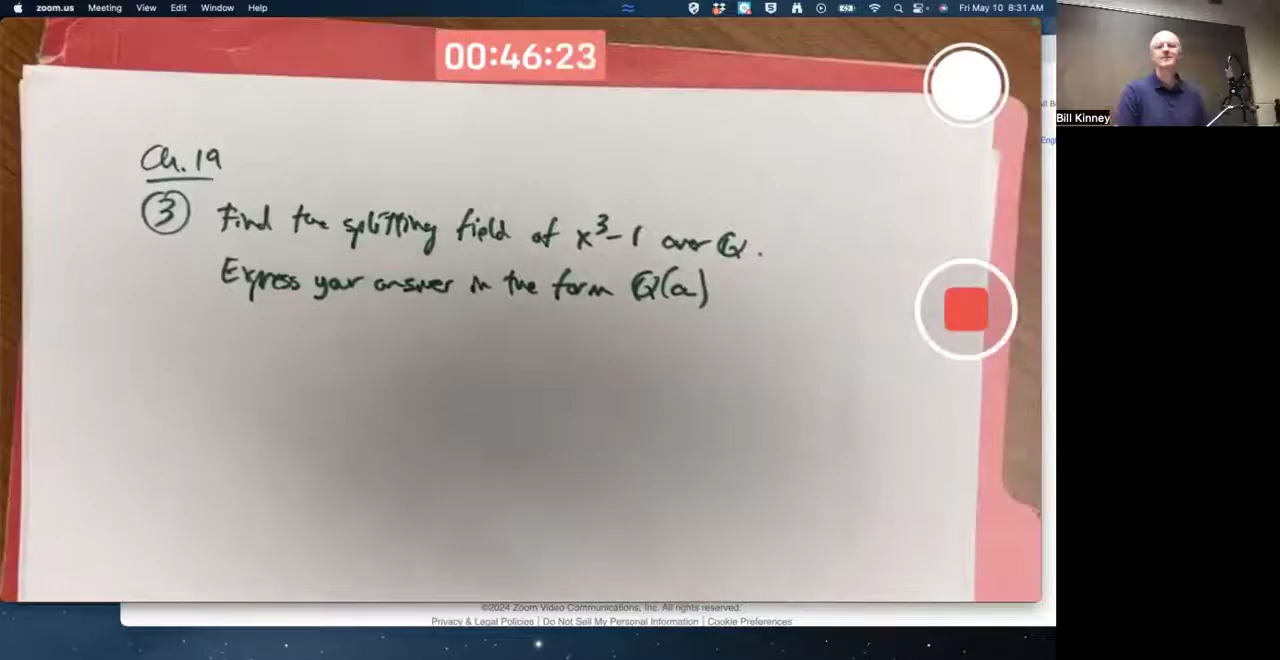 zoom.us Meeting View Edit Window Help Fri May 10 8:31 AM
00:46:23
Bill Kinney
Ch. 19
③ Find the splitting field of x³-1 over ℚ.
Express your answer in the form ℚ(a)
©2024 Zoom Video Communications, Inc. All rights reserved.
Privacy & Legal Policies | Do Not Sell My Personal Information | Cookie Preferences